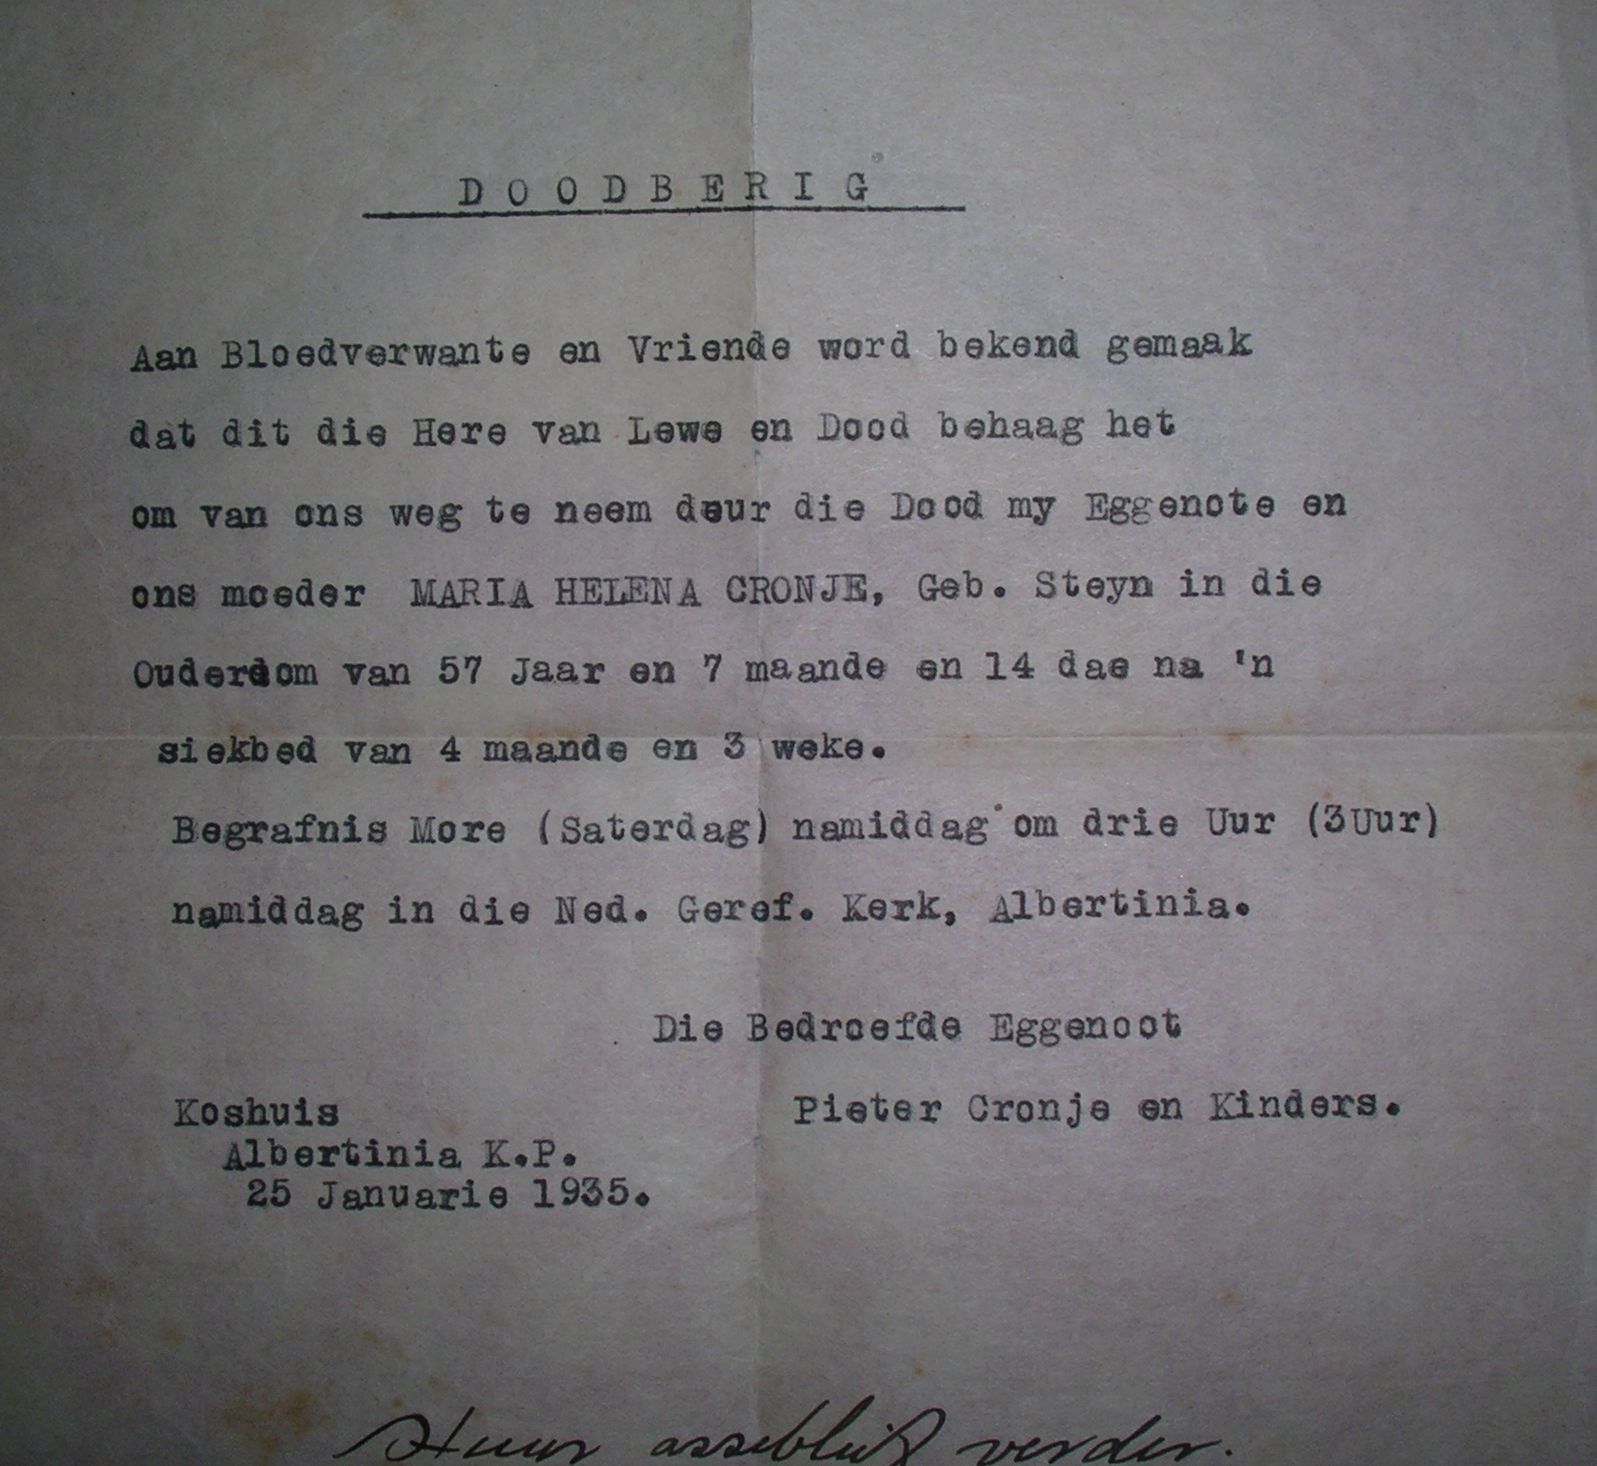 DOODBERIG
Aan Bloedverwante en Vriende word bekend gemaak
dat dit die Here van Lewe en Dood behaag het
om van ons weg te neem deur die Dood my Eggenote en
ons moeder MARIA HELENA CRONJE, Geb. Steyn in die
Ouderdom van 57 Jaar en 7 maande en 14 dae na 'n
siekbed van 4 maande en 3 weke.
Begrafnis More (Saterdag) namiddag om drie Uur (3Uur)
namiddag in die Ned. Geref. Kerk, Albertinia.
Die Bedroefde Eggenoot
Pieter Cronje en Kinders.
Koshuis
Albertinia K.P.
25 Januarie 1935.
Stuur asseblief verder.